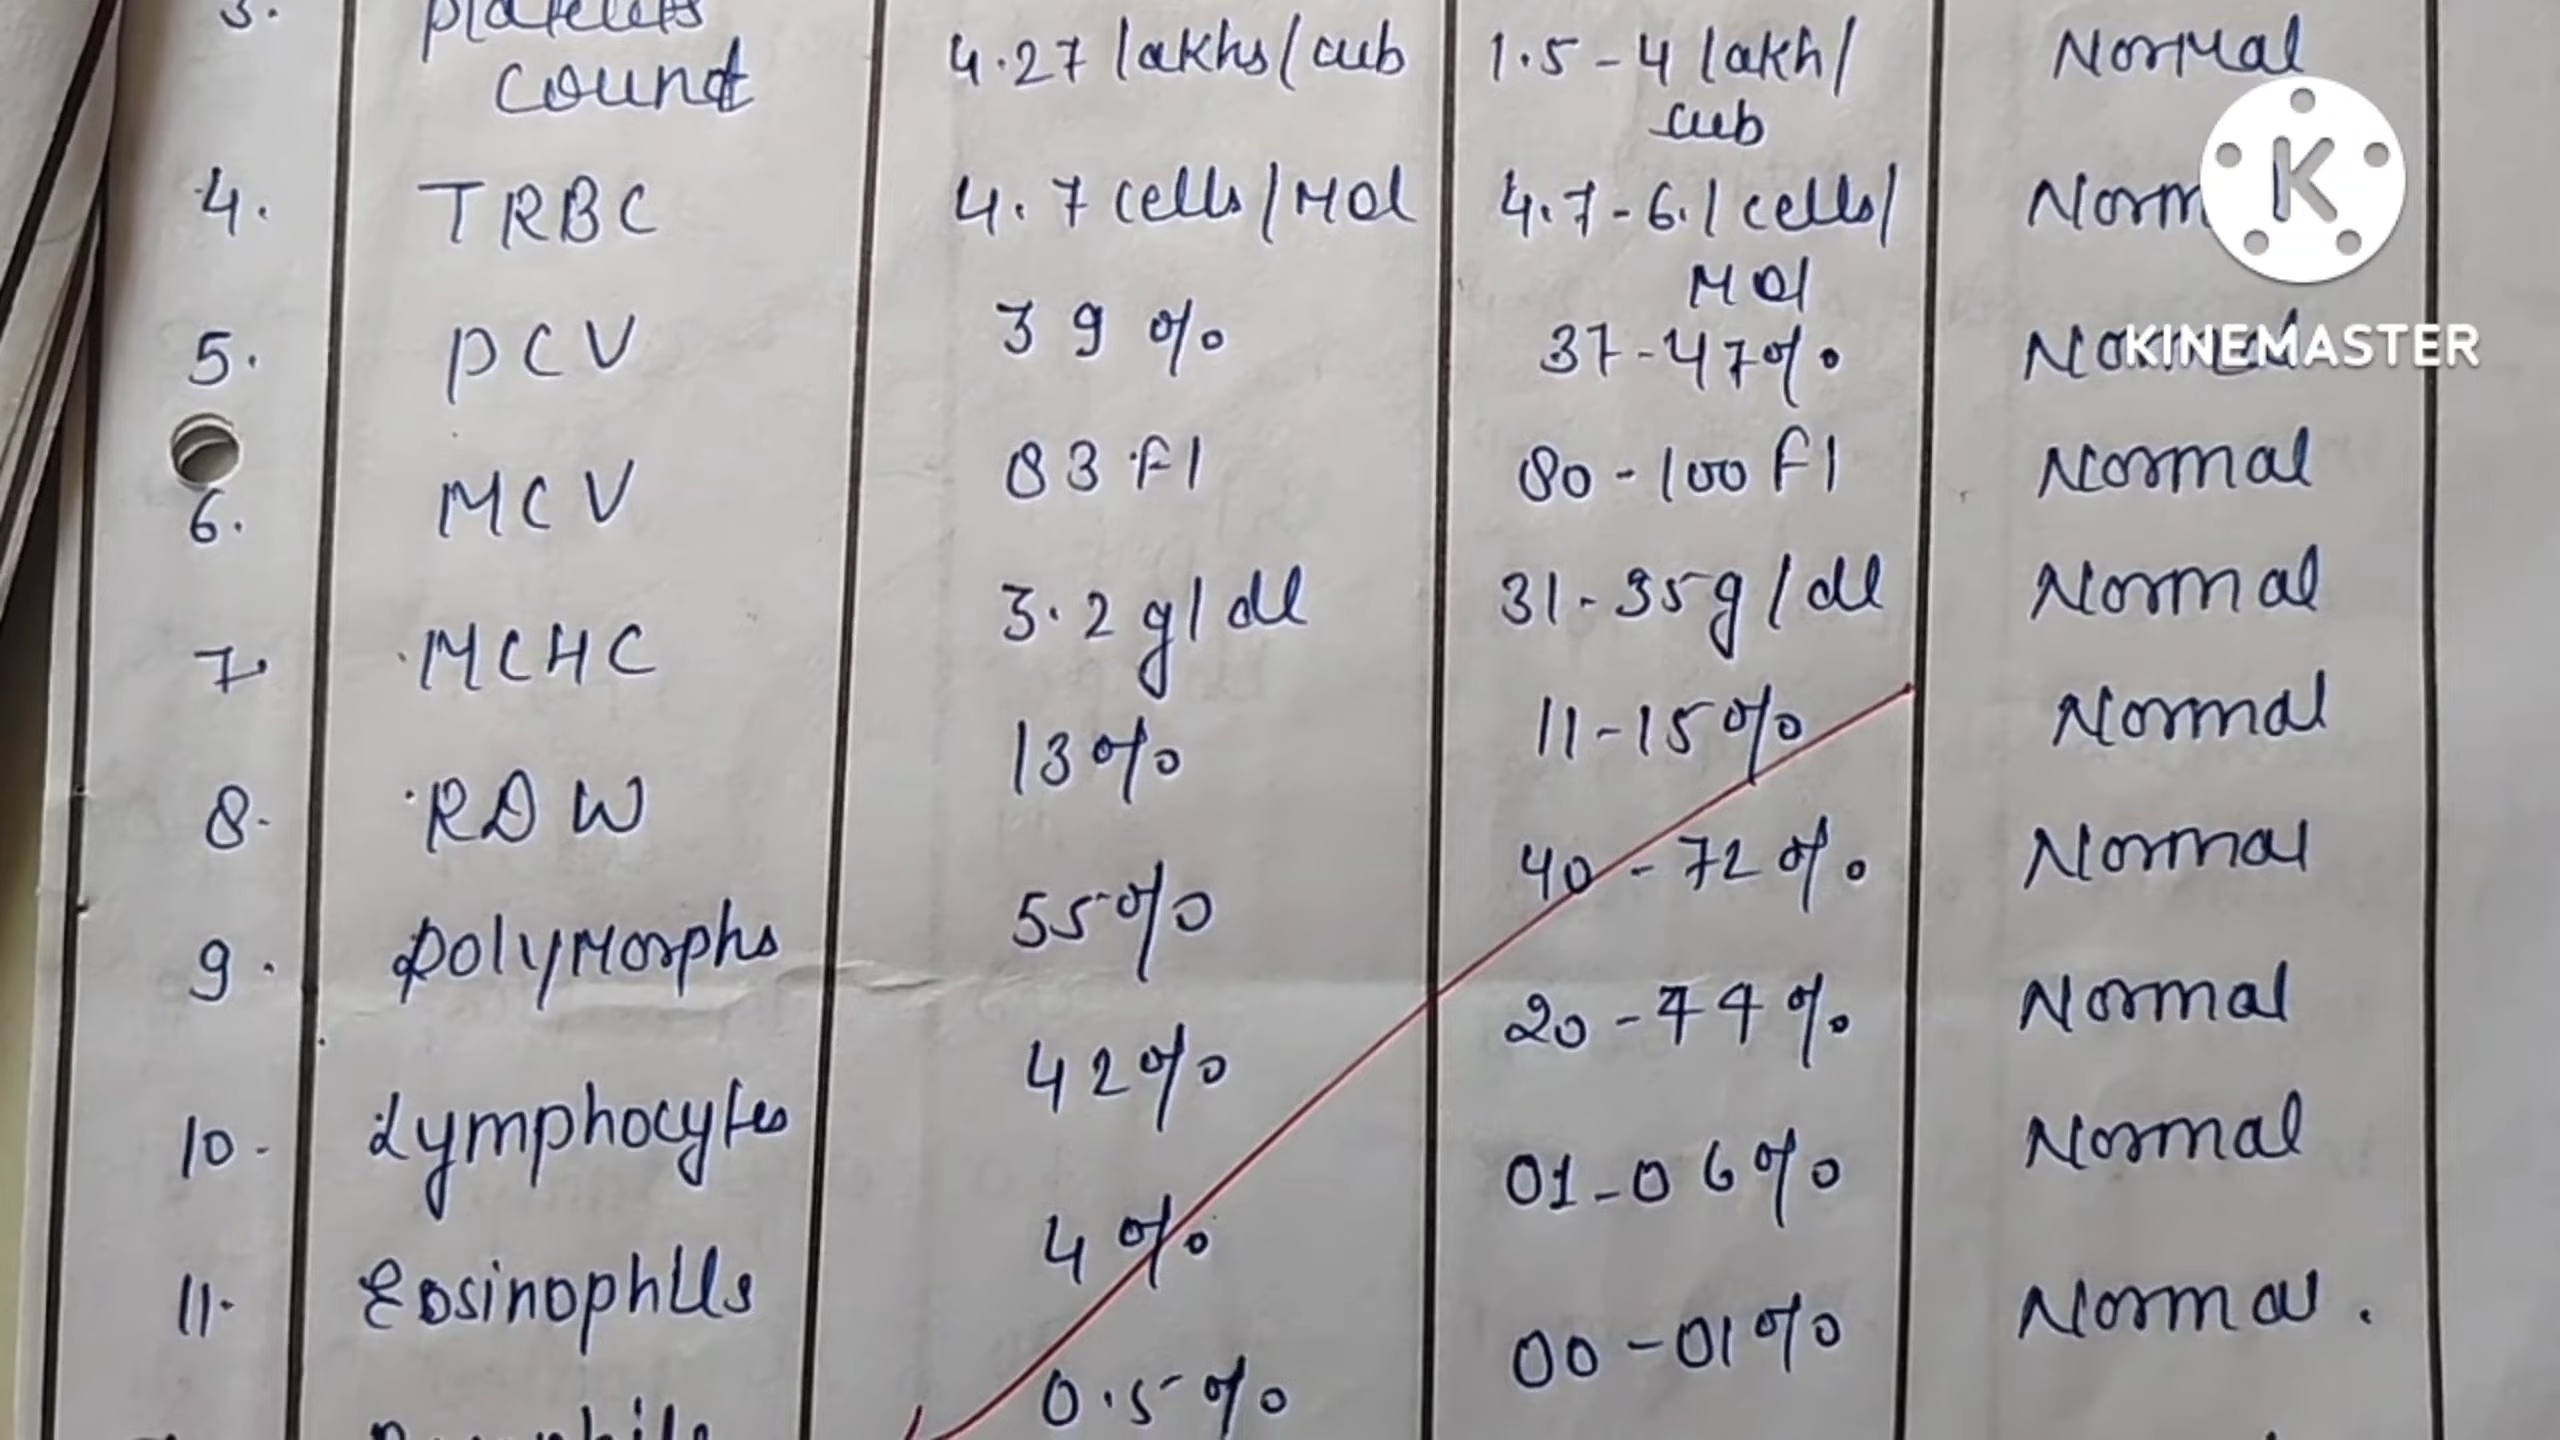 3. platelets count 4.27 lakhs/cub 1.5-4 lakh/cub Normal
4. TRBC 4.7 cells/Mol 4.7-6.1 cells/Mol Normal
5. PCV 39% 37-47% Normal
6. MCV 83 fl 80-100 fl Normal
7. MCHC 3.2 g/dl 31-35g/dl Normal
8. RDW 13% 11-15% Normal
9. polymorphs 55% 40-72% Normal
10. Lymphocytes 42% 20-44% Normal
11. Eosinophils 4% 01-06% Normal
0.5% 00-01% Normal.
K
KINEMASTER